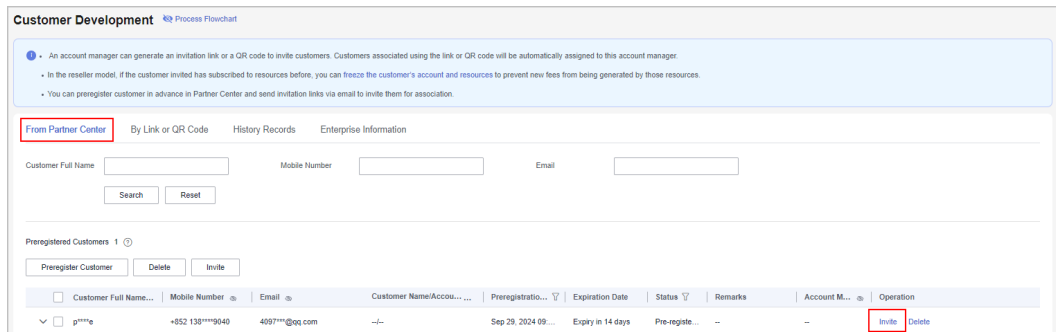 Customer Development Process Flowchart
An account manager can generate an invitation link or a QR code to invite customers. Customers associated using the link or QR code will be automatically assigned to this account manager.
• In the reseller model, if the customer invited has subscribed to resources before, you can freeze the customer's account and resources to prevent new fees from being generated by those resources.
• You can preregister customer in advance in Partner Center and send invitation links via email to invite them for association.
From Partner Center By Link or QR Code History Records Enterprise Information
Customer Full Name Mobile Number Email
Search Reset
Preregistered Customers 1
Preregister Customer Delete Invite
Customer Full Name... Mobile Number Email Customer Name/Accou... ... Preregistratio... Expiration Date Status Remarks Account M... Operation
p****e +852 138****9040 4097***@qq.com --/-- Sep 29, 2024 09:... Expiry in 14 days Pre-registe... -- -- Invite Delete